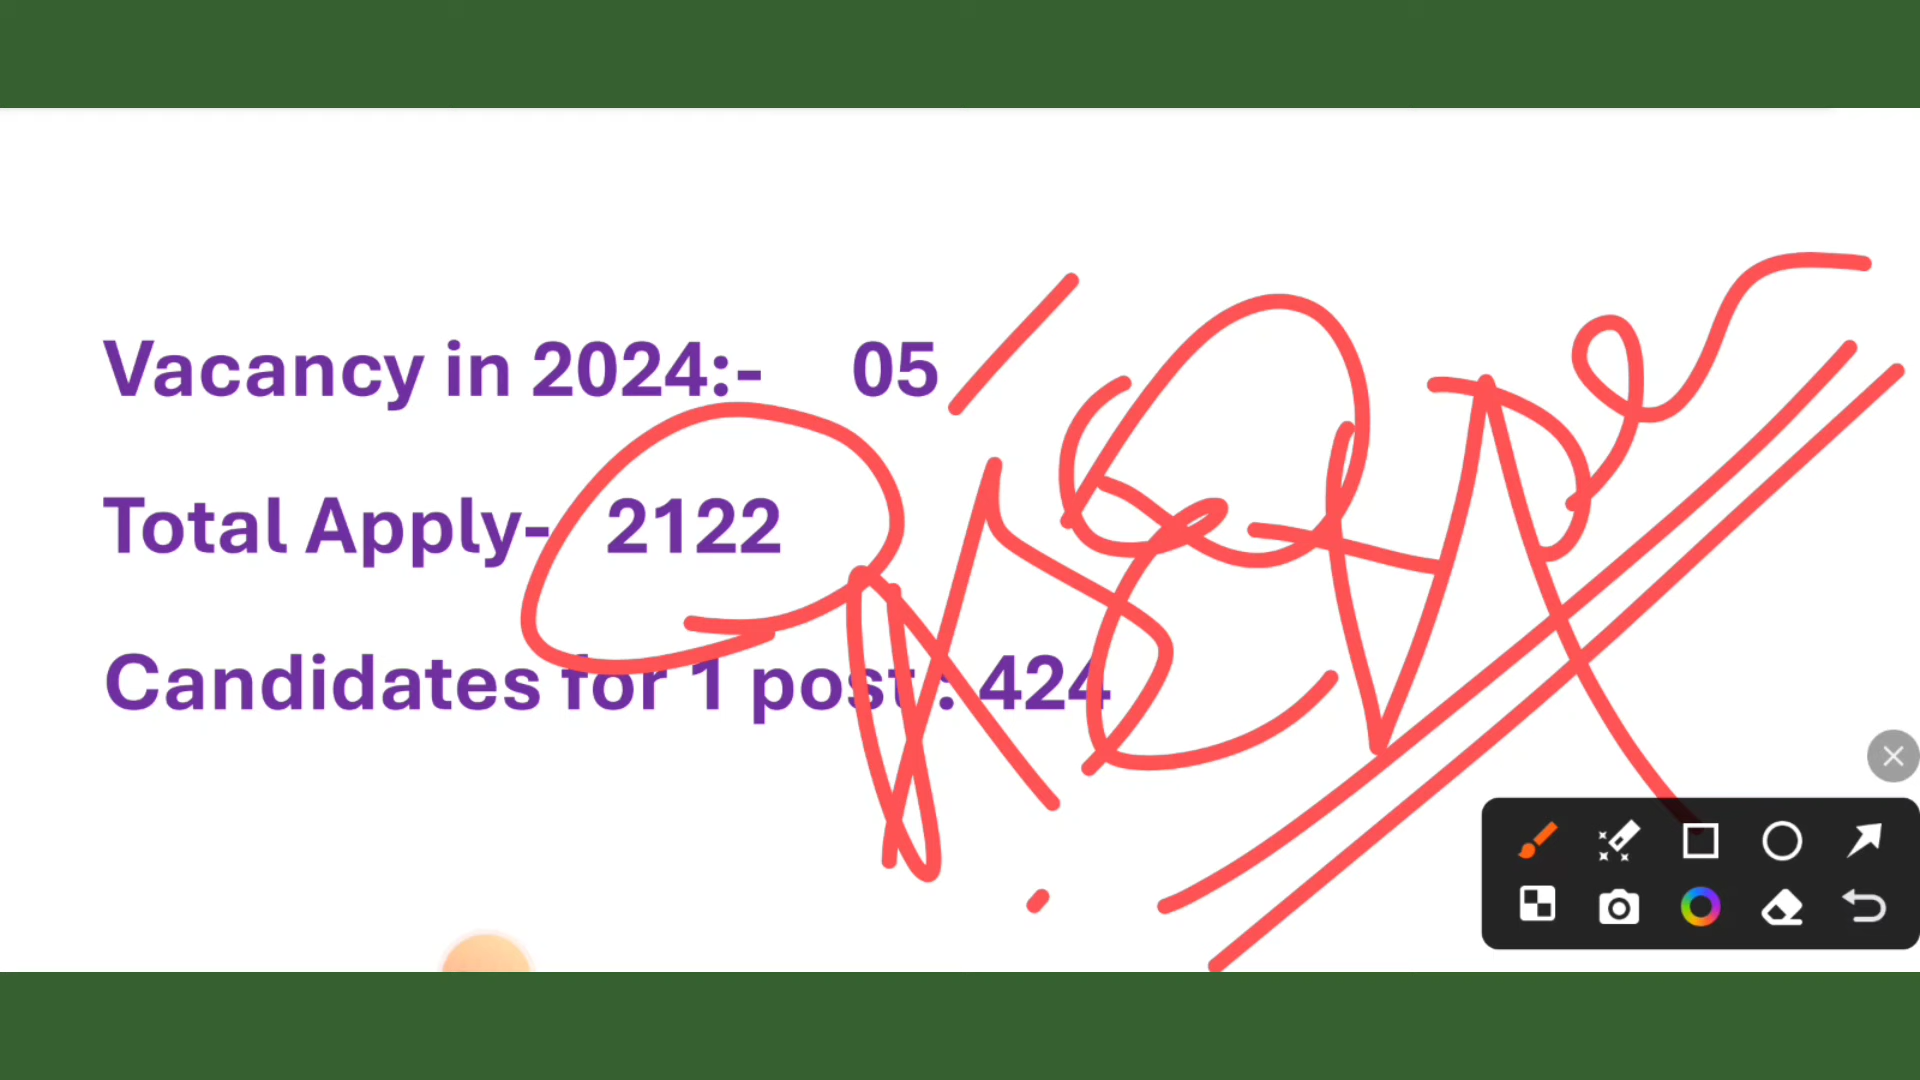 Vacancy in 2024:- 05
Total Apply- 2122
Candidates for 1 post : 424